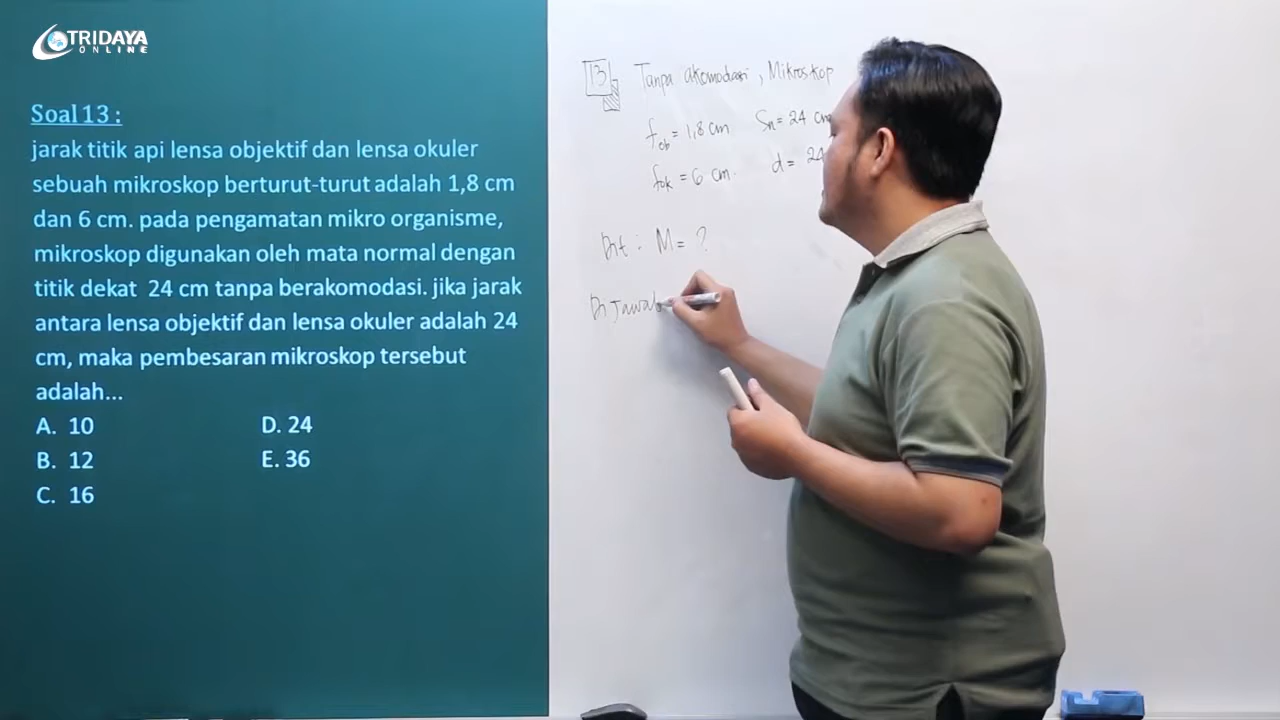 TRIDAYA
ONLINE
Soal 13 :
jarak titik api lensa objektif dan lensa okuler
sebuah mikroskop berturut-turut adalah 1,8 cm
dan 6 cm. pada pengamatan mikro organisme,
mikroskop digunakan oleh mata normal dengan
titik dekat 24 cm tanpa berakomodasi. jika jarak
antara lensa objektif dan lensa okuler adalah 24
cm, maka pembesaran mikroskop tersebut
adalah...
A. 10
B. 12
C. 16
D. 24
E. 36
13 Tanpa akomodasi, Mikroskop
fob = 1,8 cm Sn = 24 cm
fok = 6 cm. d = 24
Dit : M = ?
Dijawab